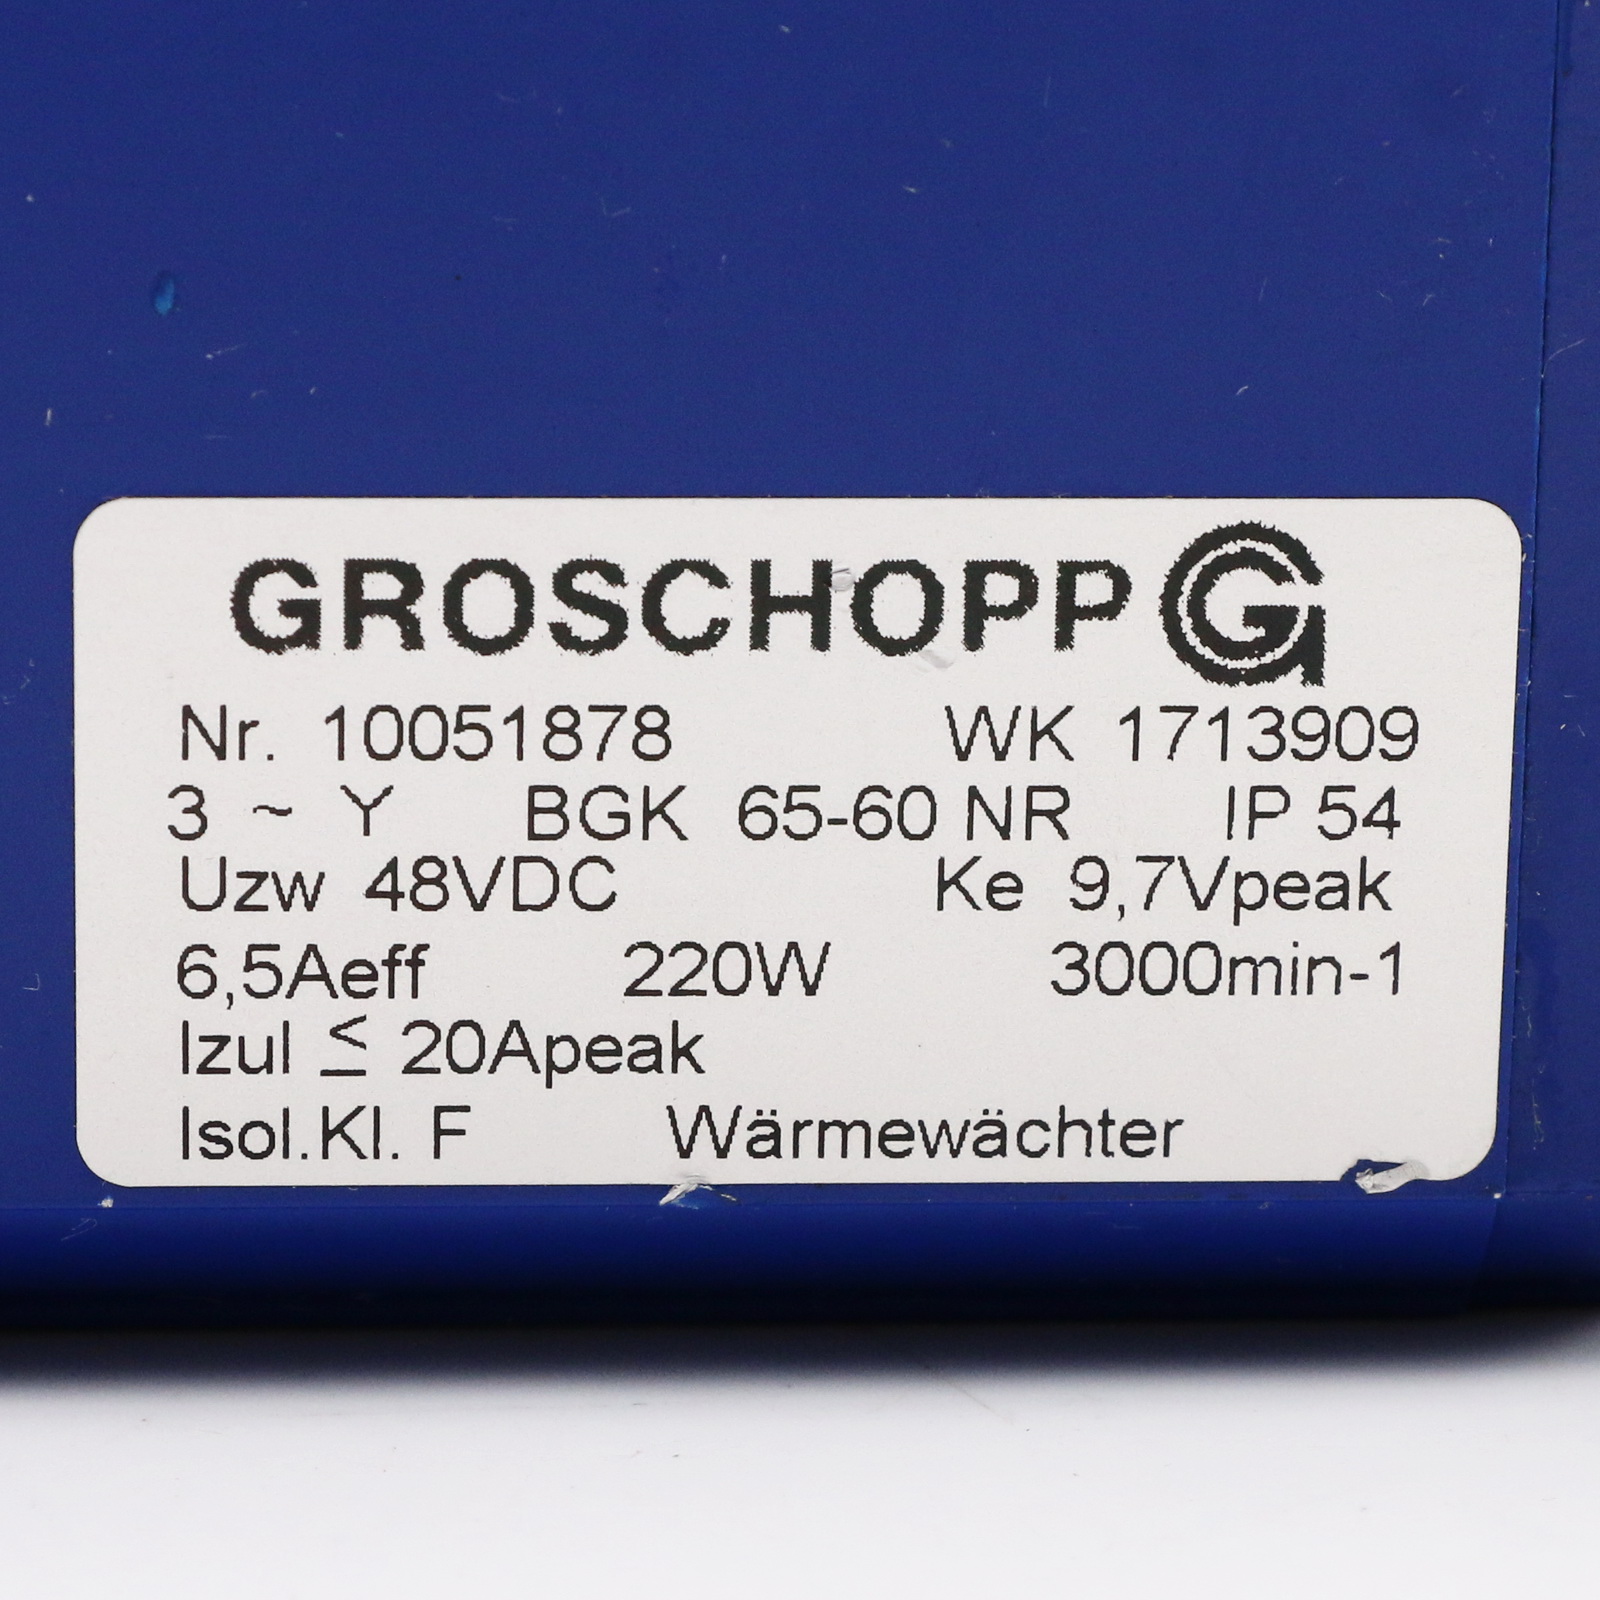 GROSCHOPP G
Nr. 10051878 WK 1713909
3 ~ Y BGK 65-60 NR IP 54
Uzw 48VDC Ke 9,7Vpeak
6,5Aeff 220W 3000min-1
Izul ≤ 20Apeak
Isol.Kl. F Wärmewächter